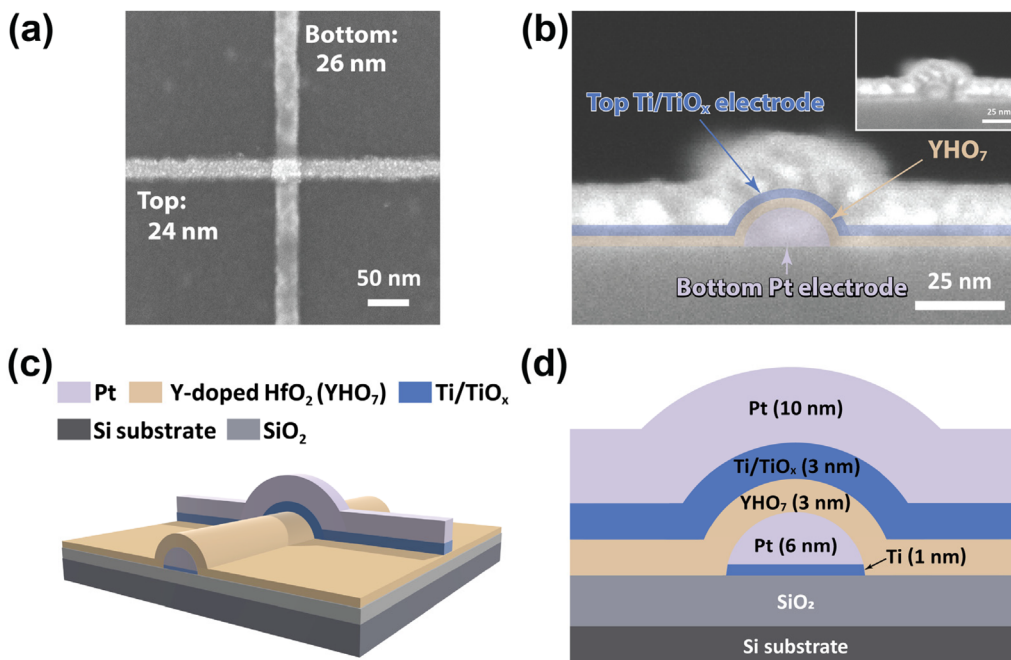 (a)
Bottom:
26 nm
Top:
24 nm
50 nm
(b)
Top Ti/TiOₓ electrode
YHO₇
25 nm
Bottom Pt electrode
25 nm
(c)
Pt Y-doped HfO₂ (YHO₇) Ti/TiOₓ
Si substrate SiO₂
(d)
Pt (10 nm)
Ti/TiOₓ (3 nm)
YHO₇ (3 nm)
Pt (6 nm)
Ti (1 nm)
SiO₂
Si substrate